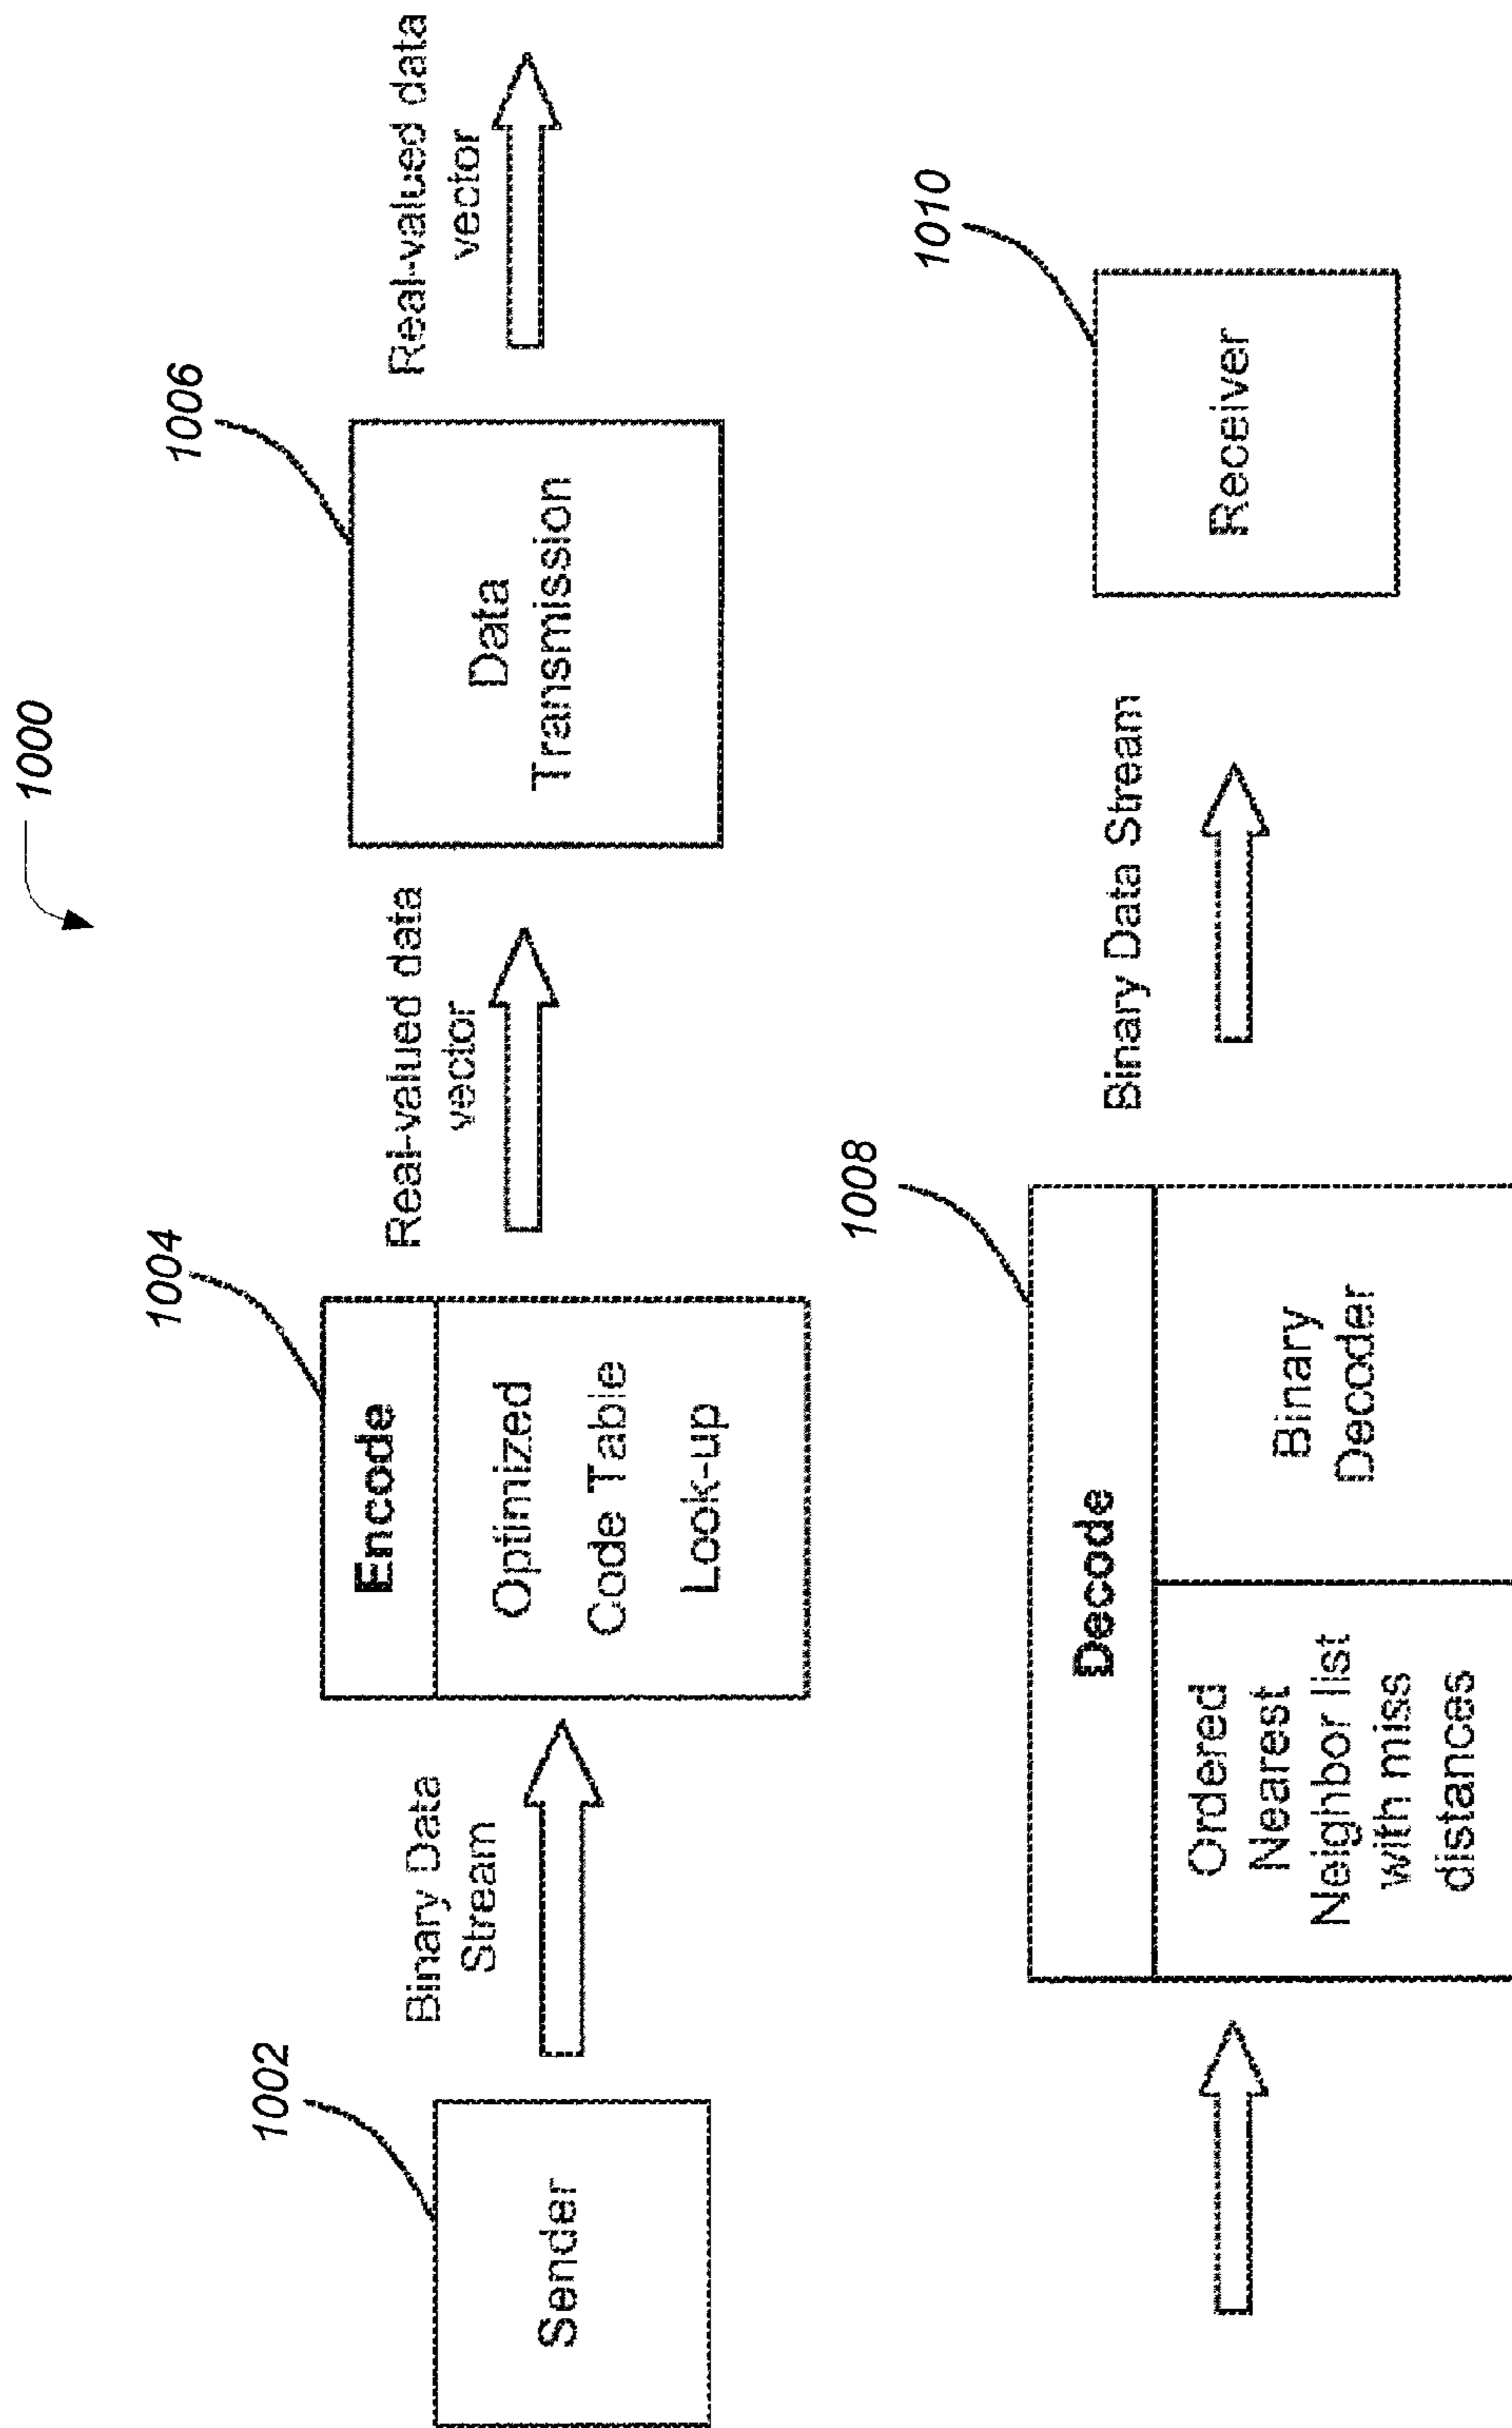 1000
1002
Sender
Binary Data
Stream
1004
Encode
Optimized
Code Table
Look-up
Real-valued data
vector
1006
Data
Transmission
Real-valued data
vector
1008
Decode
Ordered
Nearest
Neighbor list
with miss
distances
Binary
Decoder
Binary Data Stream
1010
Receiver